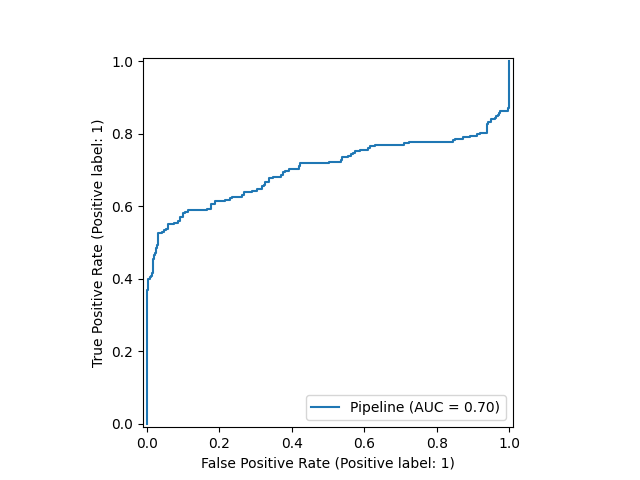 1.0
0.8
0.6
0.4
0.2
0.0
True Positive Rate (Positive label: 1)
Pipeline (AUC = 0.70)
0.0 0.2 0.4 0.6 0.8 1.0
False Positive Rate (Positive label: 1)